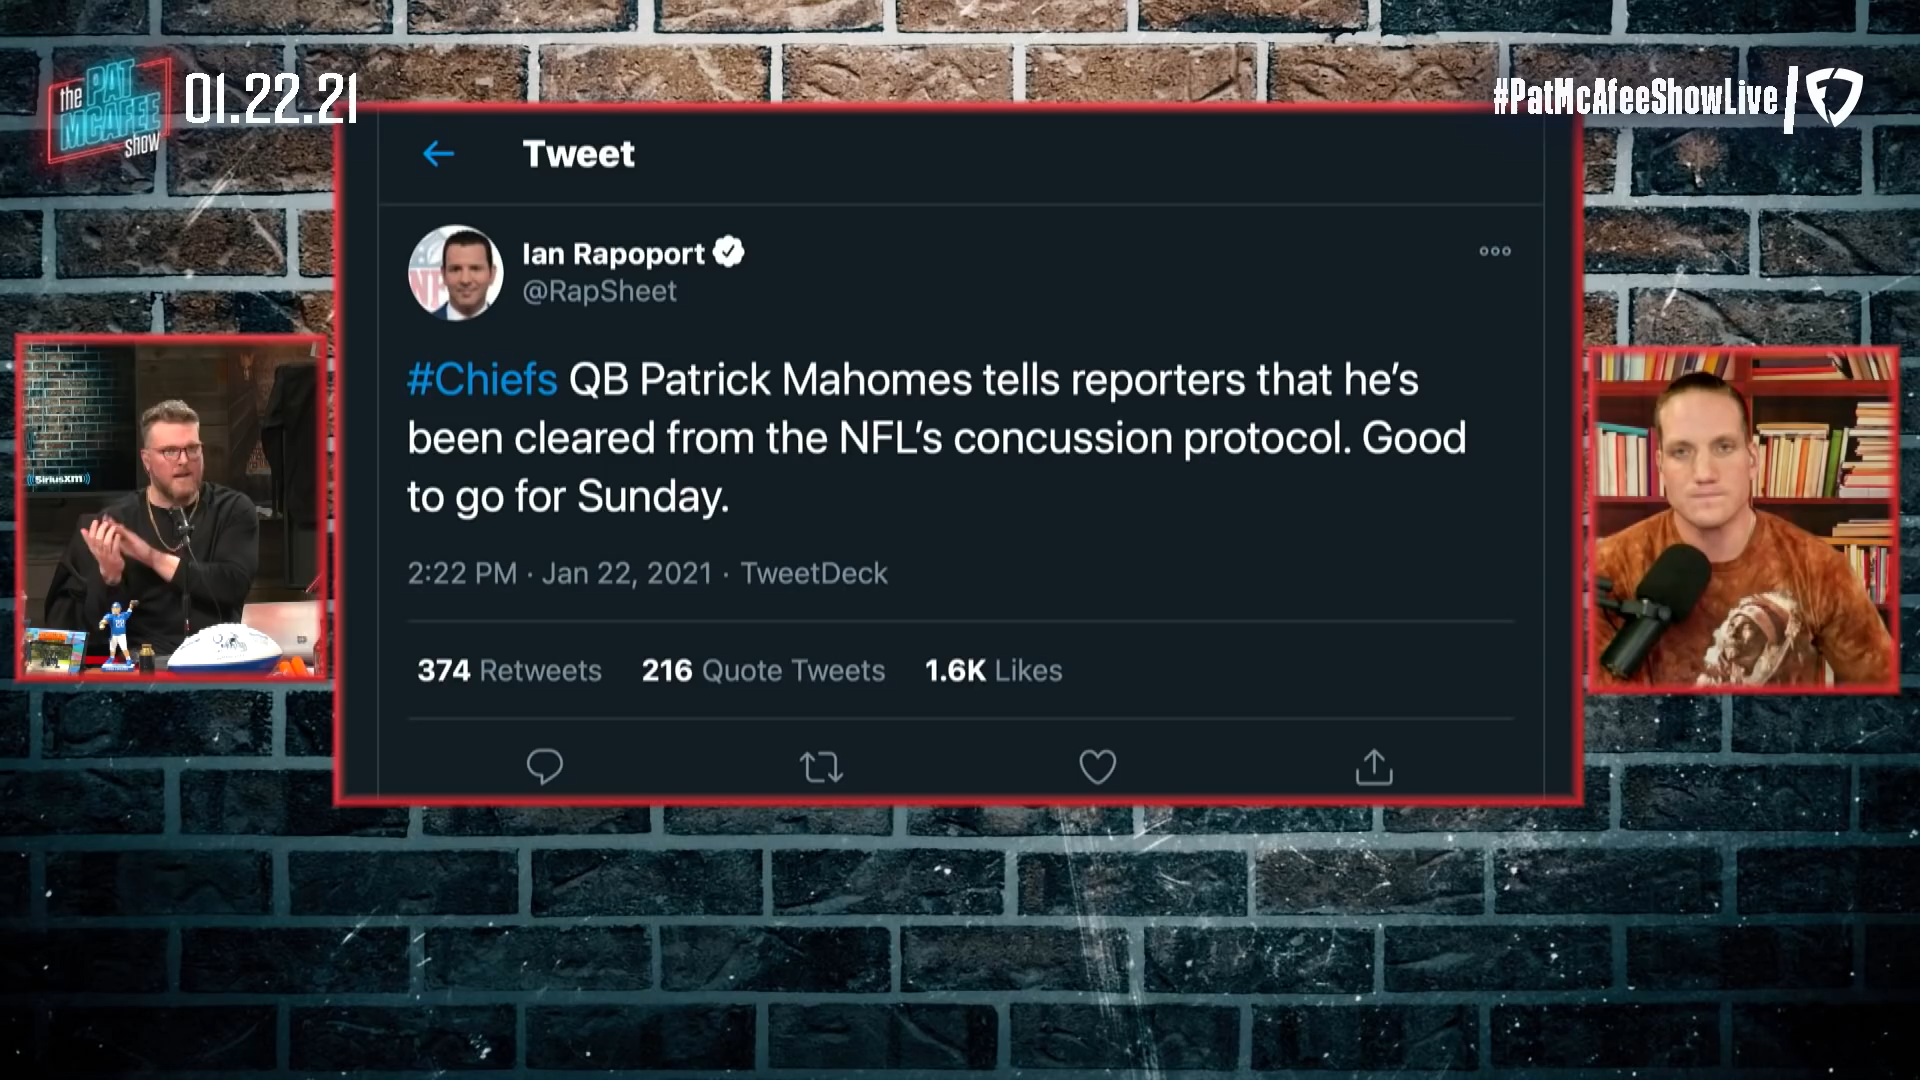 the PAT MCAFEE show
01.22.21
#PatMcAfeeShowLive
Tweet
Ian Rapoport
@RapSheet
#Chiefs QB Patrick Mahomes tells reporters that he’s
been cleared from the NFL’s concussion protocol. Good
to go for Sunday.
2:22 PM · Jan 22, 2021 · TweetDeck
374 Retweets 216 Quote Tweets 1.6K Likes
SiriusXM